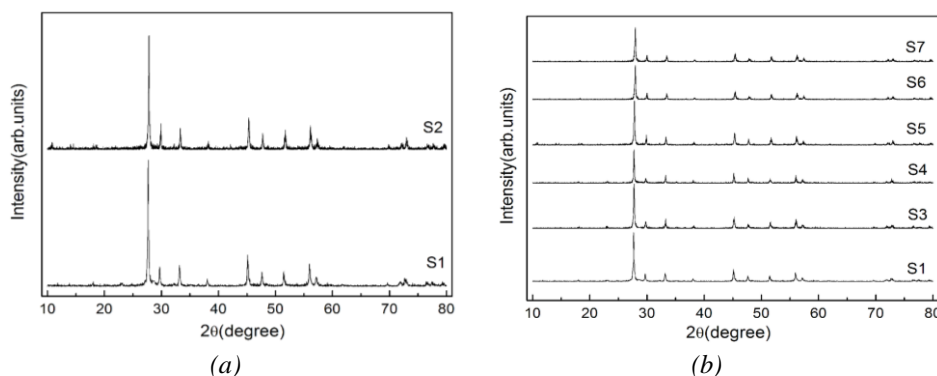 Intensity(arb.units)
S2
S1
10 20 30 40 50 60 70 80
2θ(degree)
(a)
Intensity(arb.units)
S7
S6
S5
S4
S3
S1
10 20 30 40 50 60 70 80
2θ(degree)
(b)